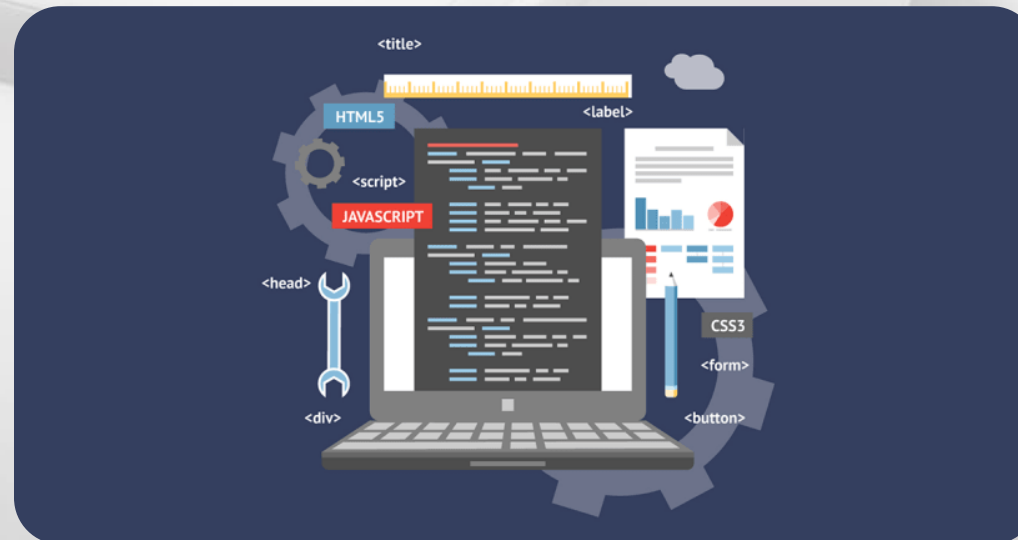 <title>
<label>
HTML5
<script>
JAVASCRIPT
<head>
CSS3
<form>
<div>
<button>